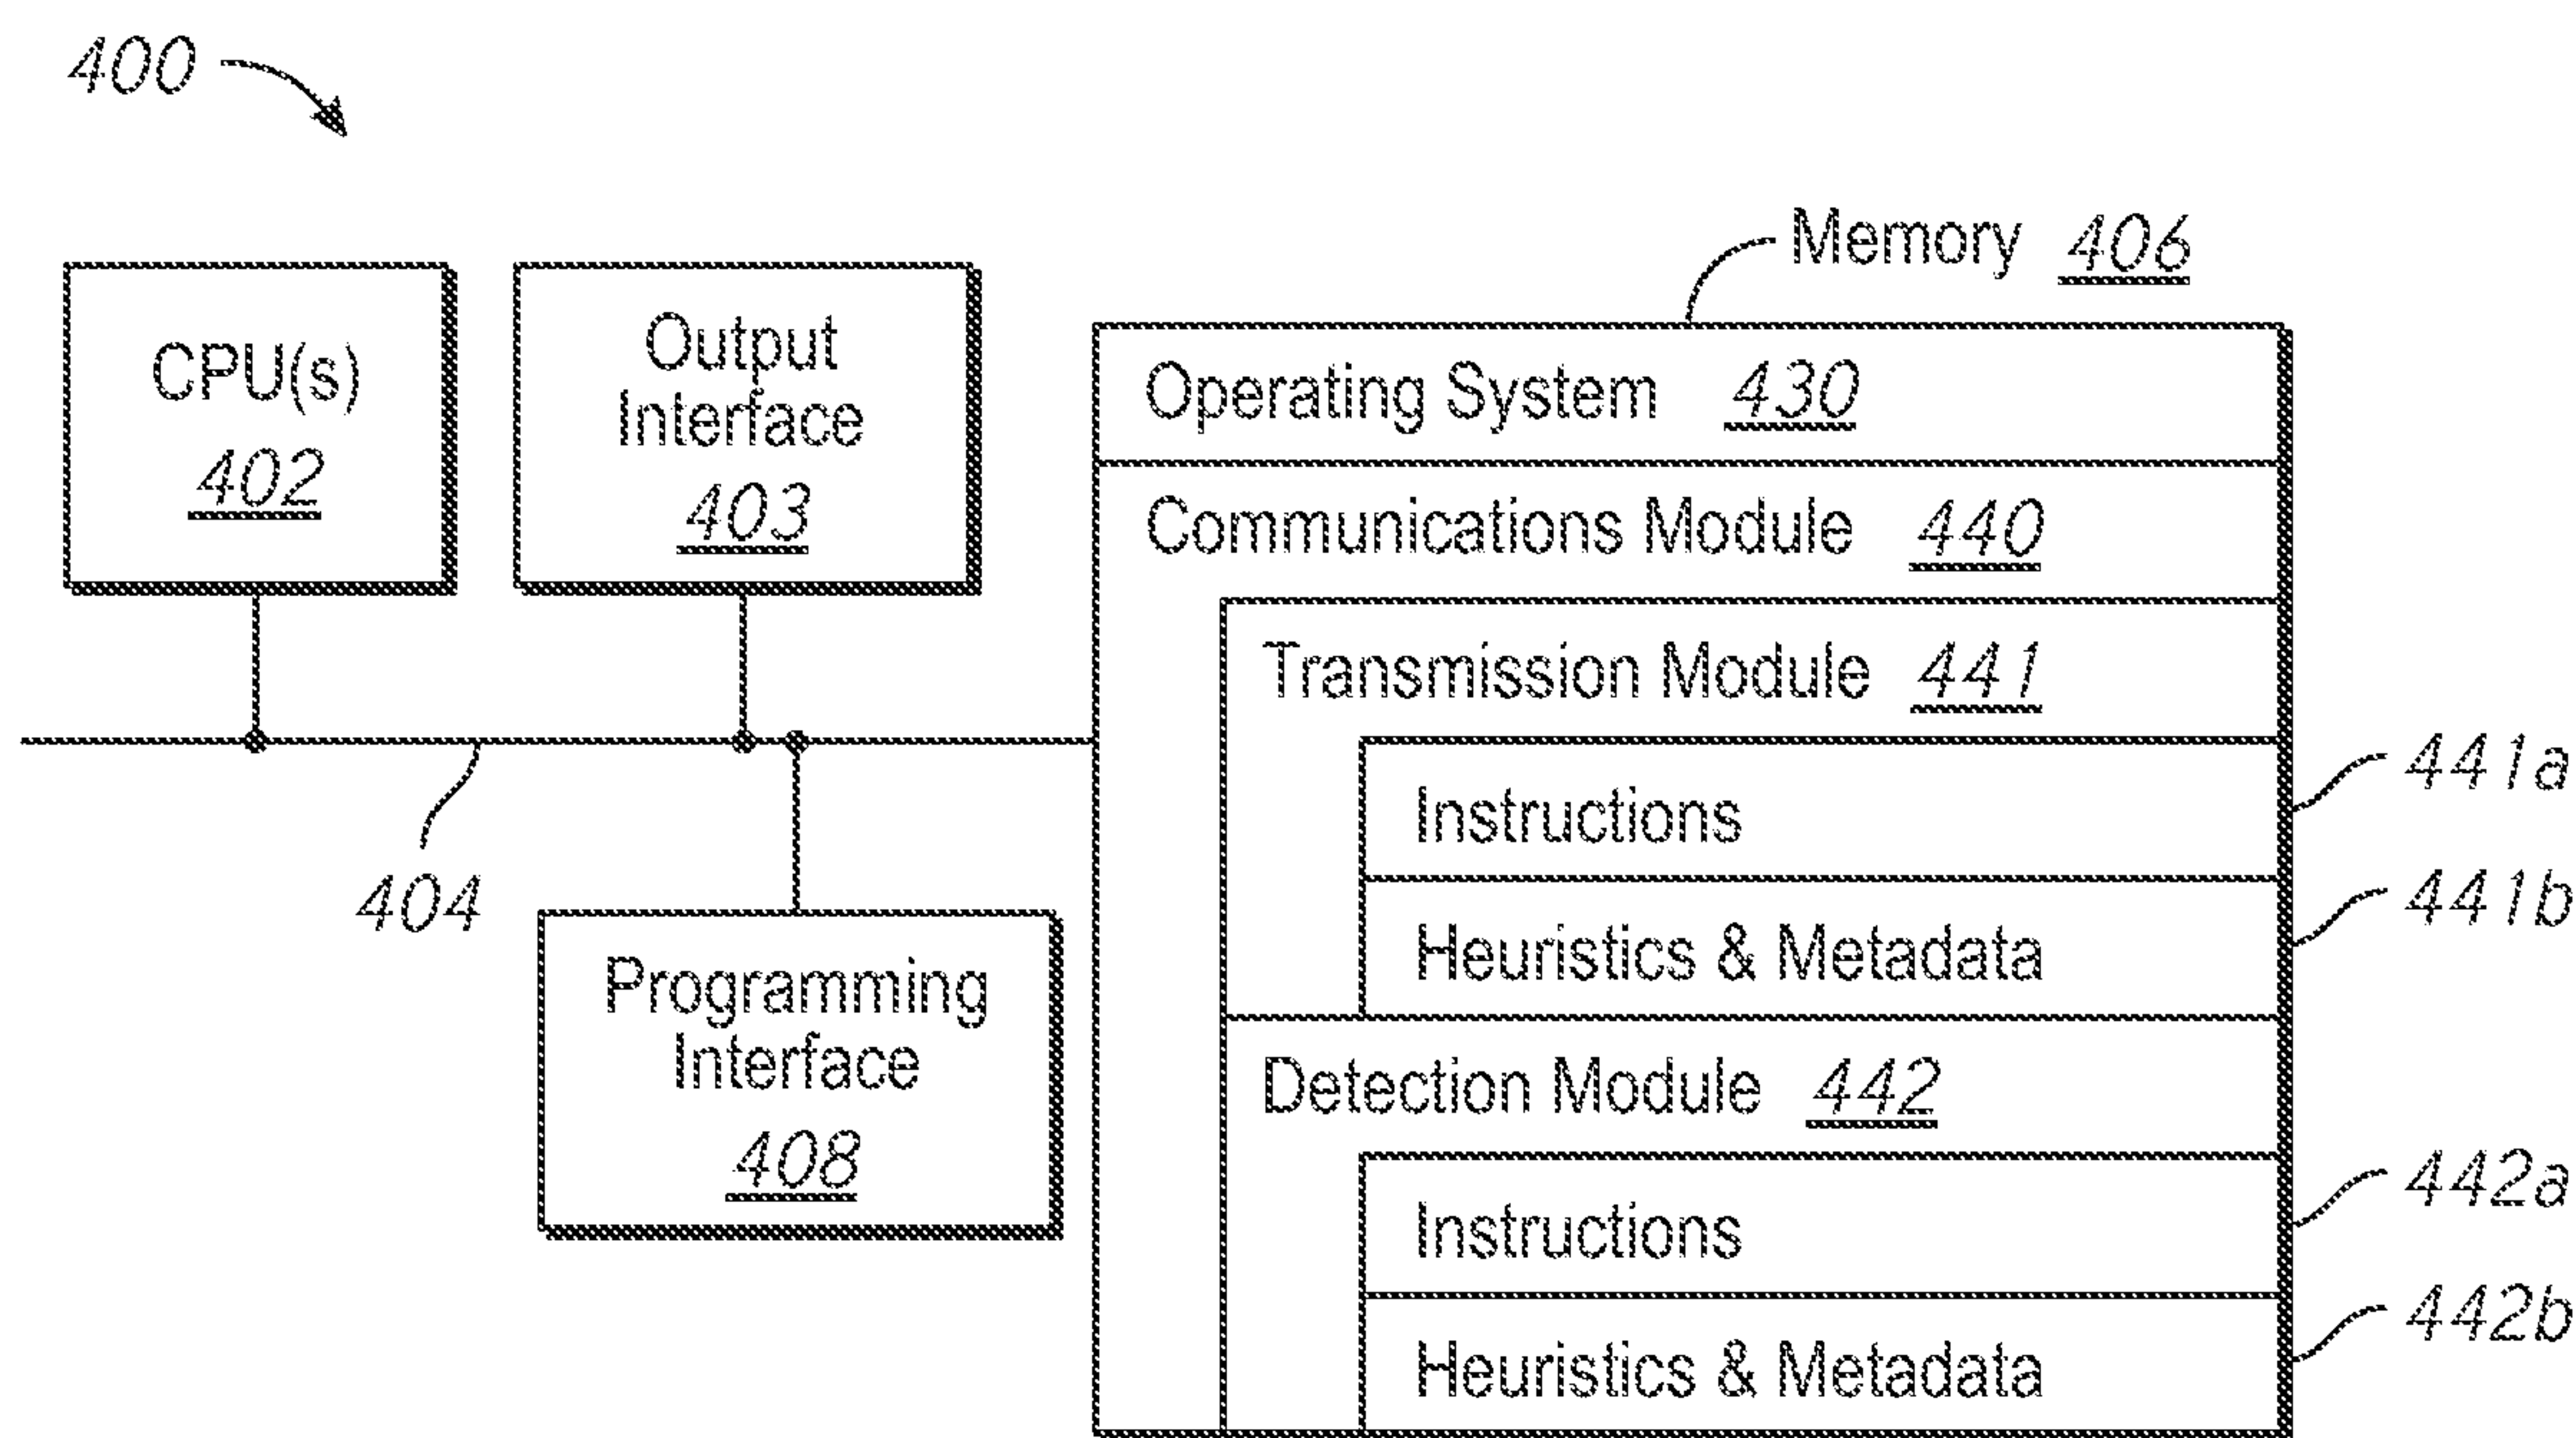 400
Memory 406
CPU(s)
402
Output
Interface
403
Operating System 430
Communications Module 440
Transmission Module 441
Instructions
441a
Heuristics & Metadata
441b
404
Programming
Interface
408
Detection Module 442
Instructions
442a
Heuristics & Metadata
442b